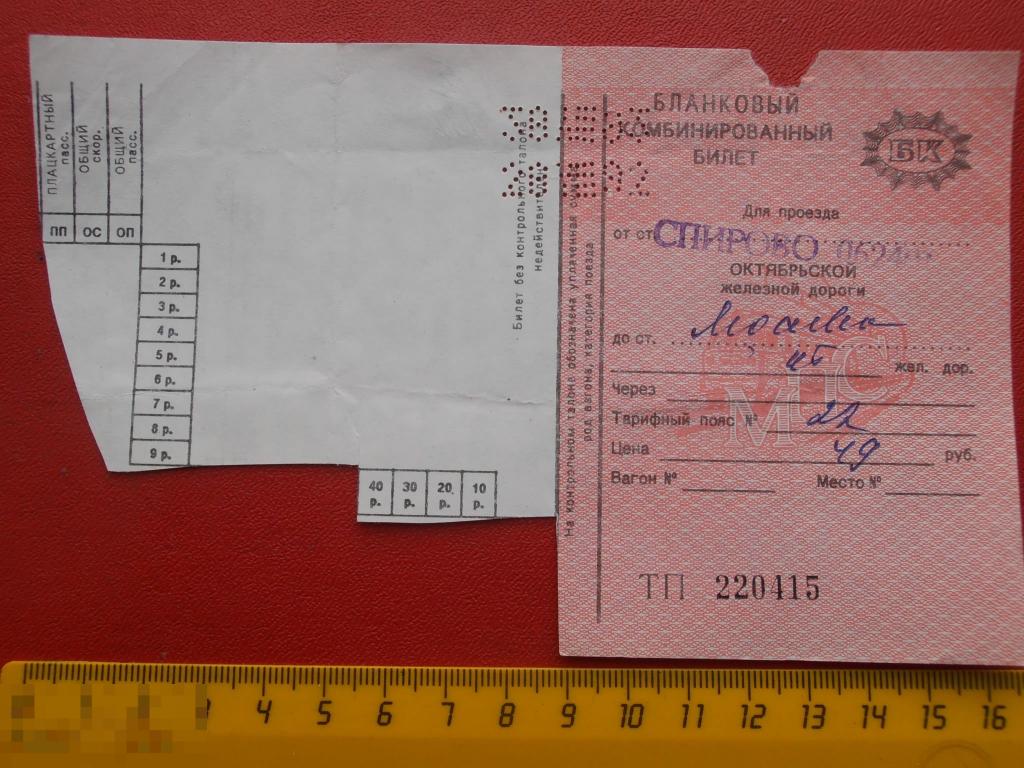 ПЛАЦКАРТНЫЙ пасс.
ОБЩИЙ скор.
ОБЩИЙ пасс.
ПП ОС ОП
1 р.
2 р.
3 р.
4 р.
5 р.
6 р.
7 р.
8 р.
9 р.
40 р. 30 р. 20 р. 10 р.
Билет без контрольного талона
недействителен
На контрольном талоне обозначена уплаченная
род вагона, категория поезда
БЛАНКОВЫЙ
КОМБИНИРОВАННЫЙ
БИЛЕТ
БК
Для проезда
от ст. СПИРОВО
ОКТЯБРЬСКОЙ
железной дороги
до ст. Москва
жел. дор.
Через
МПС
Тарифный пояс № 22
Цена 49 руб.
Вагон № Место №
ТП 220415
3 4 5 6 7 8 9 10 11 12 13 14 15 16